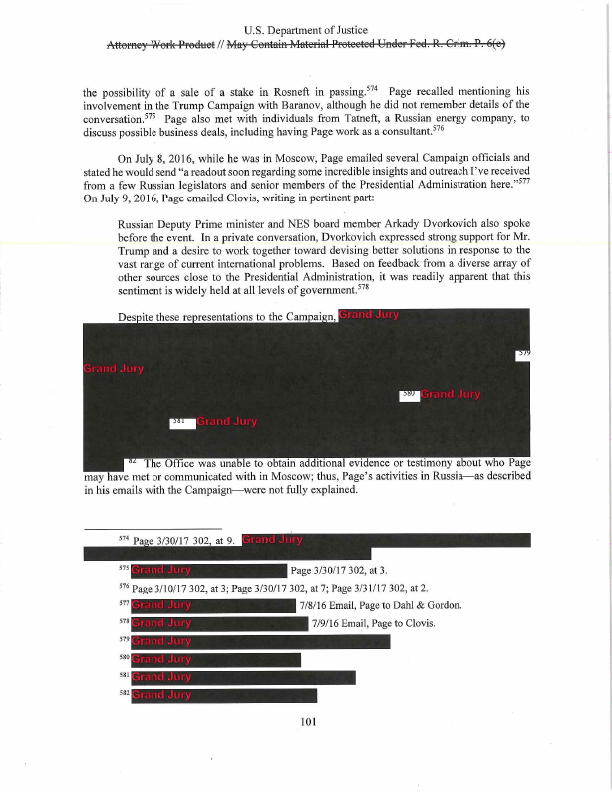 U.S. Department of Justice
Attorney Work Product // May Contain Material Protected Under Fed. R. Crim. P. 6(e)
the possibility of a sale of a stake in Rosneft in passing.574 Page recalled mentioning his
involvement in the Trump Campaign with Baranov, although he did not remember details of the
conversation.575 Page also met with individuals from Tatneft, a Russian energy company, to
discuss possible business deals, including having Page work as a consultant.576
On July 8, 2016, while he was in Moscow, Page emailed several Campaign officials and
stated he would send "a readout soon regarding some incredible insights and outreach I've received
from a few Russian legislators and senior members of the Presidential Administration here."577
On July 9, 2016, Page emailed Clovis, writing in pertinent part:
Russian Deputy Prime minister and NES board member Arkady Dvorkovich also spoke
before the event. In a private conversation, Dvorkovich expressed strong support for Mr.
Trump and a desire to work together toward devising better solutions in response to the
vast range of current international problems. Based on feedback from a diverse array of
other sources close to the Presidential Administration, it was readily apparent that this
sentiment is widely held at all levels of government.578
Despite these representations to the Campaign, Grand Jury
579
Grand Jury
580 Grand Jury
581 Grand Jury
82 The Office was unable to obtain additional evidence or testimony about who Page
may have met or communicated with in Moscow; thus, Page's activities in Russia—as described
in his emails with the Campaign—were not fully explained.
574 Page 3/30/17 302, at 9. Grand Jury
575 Grand Jury Page 3/30/17 302, at 3.
576 Page 3/10/17 302, at 3; Page 3/30/17 302, at 7; Page 3/31/17 302, at 2.
577 Grand Jury 7/8/16 Email, Page to Dahl & Gordon.
578 Grand Jury 7/9/16 Email, Page to Clovis.
579 Grand Jury
580 Grand Jury
581 Grand Jury
582 Grand Jury
101